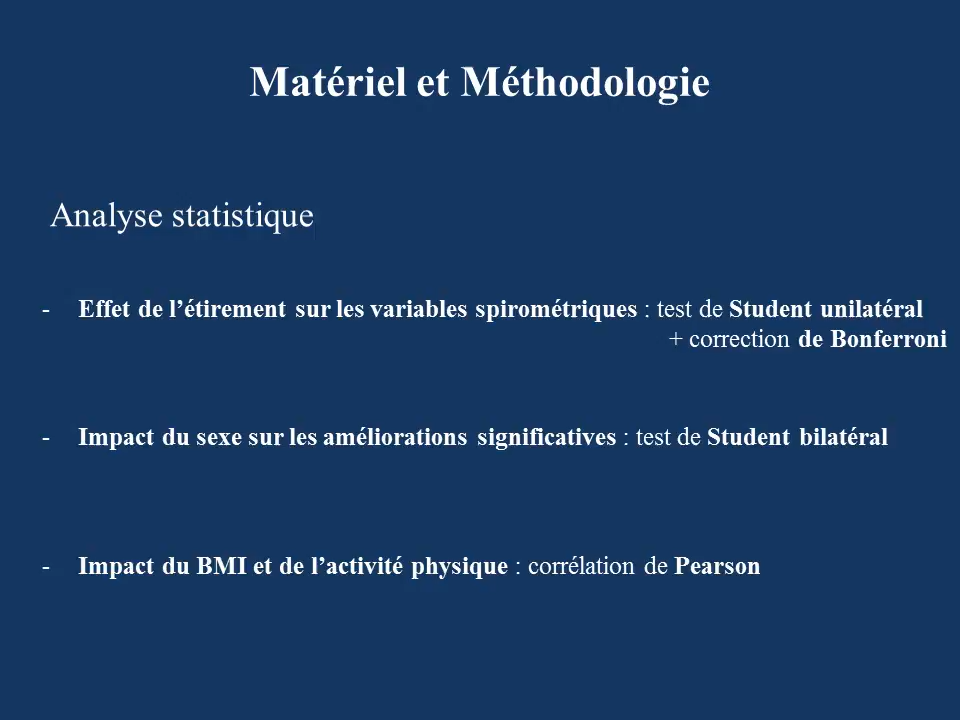 Matériel et Méthodologie
Analyse statistique
- Effet de l’étirement sur les variables spirométriques : test de Student unilatéral
+ correction de Bonferroni
- Impact du sexe sur les améliorations significatives : test de Student bilatéral
- Impact du BMI et de l’activité physique : corrélation de Pearson